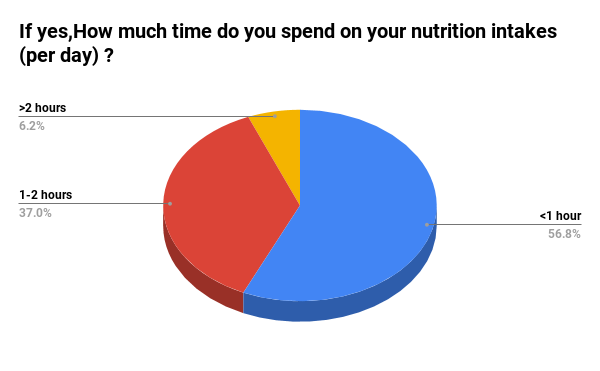 If yes,How much time do you spend on your nutrition intakes
(per day) ?
>2 hours
6.2%
1-2 hours
37.0%
<1 hour
56.8%